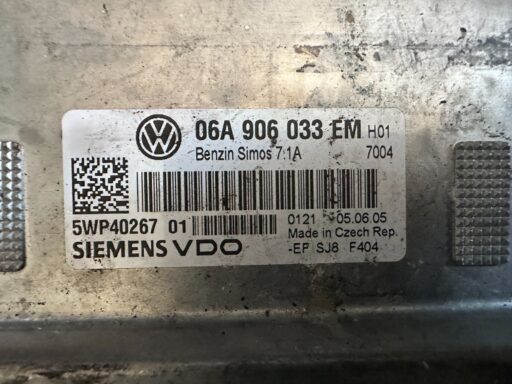 06A 906 033 EM H01
Benzin Simos 7.1A 7004
5WP40267 01
0121 05.06.05
Made in Czech Rep.
SIEMENS VDO
-EP SJ8 F404